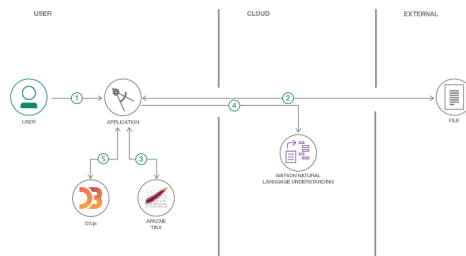 USER
CLOUD
EXTERNAL
1
2
4
USER
APPLICATION
FILE
5
3
WATSON NATURAL
LANGUAGE UNDERSTANDING
D3.js
APACHE
TIKA